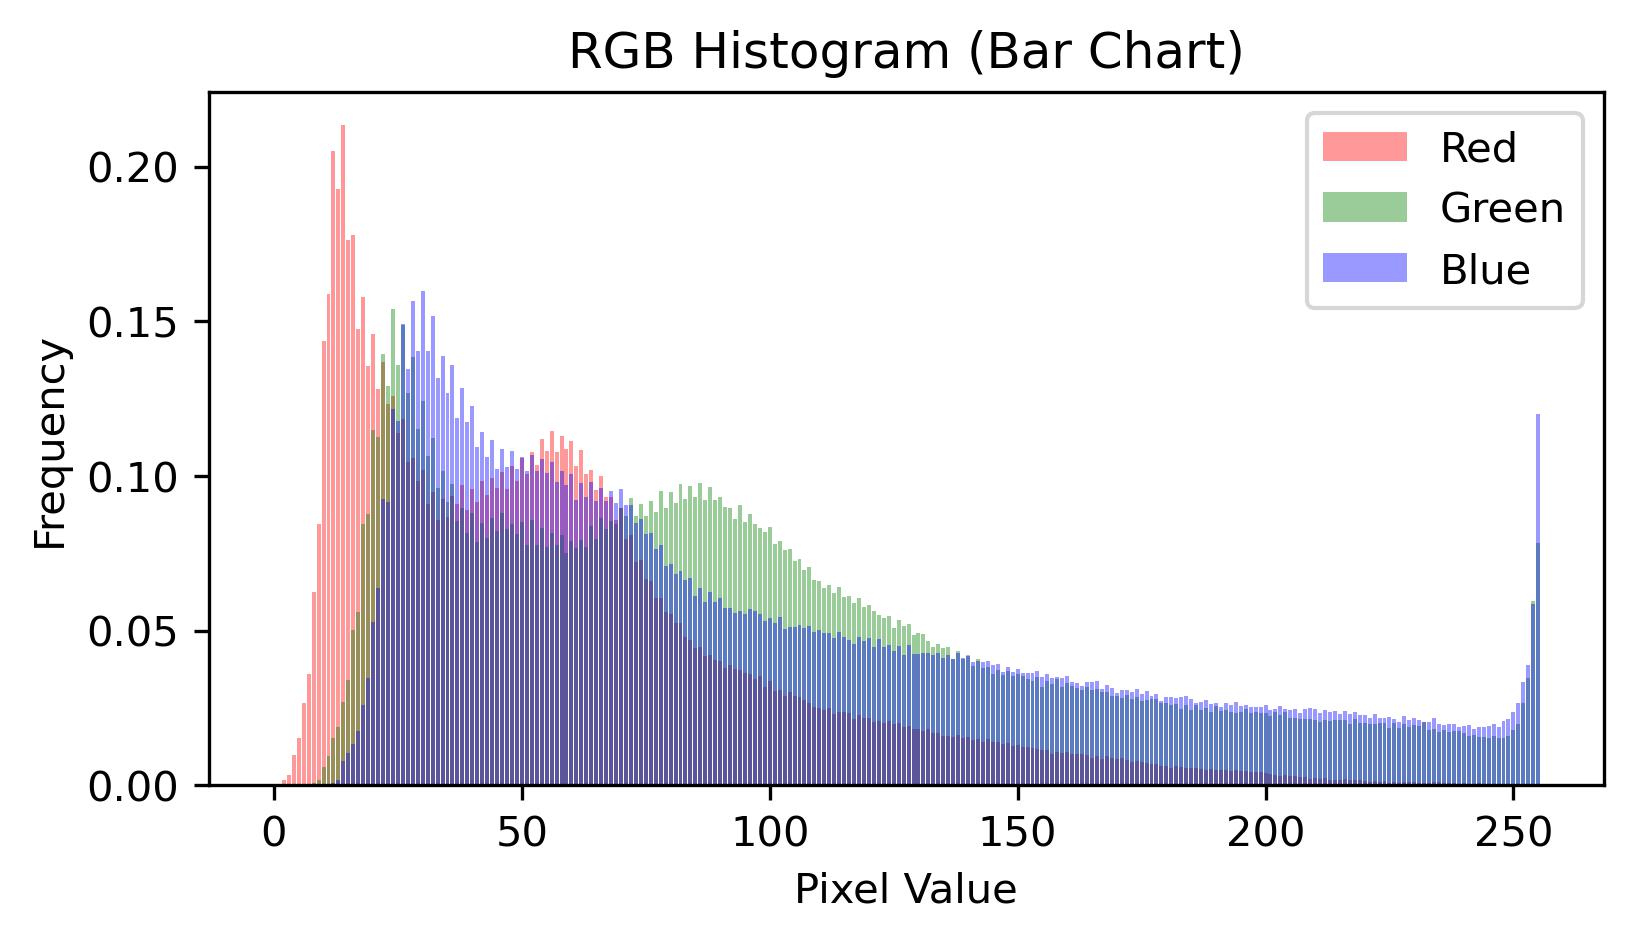 RGB Histogram (Bar Chart)
Red
Green
Blue
Frequency
0.20
0.15
0.10
0.05
0.00
0 50 100 150 200 250
Pixel Value